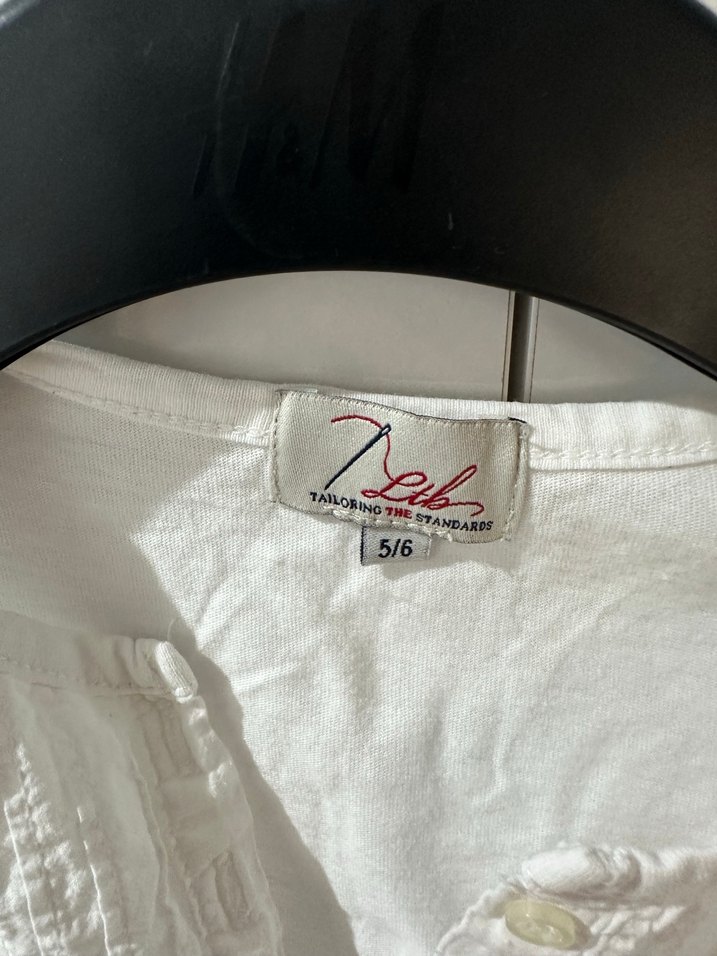 H&M
Ltb
TAILORING THE STANDARDS
5/6